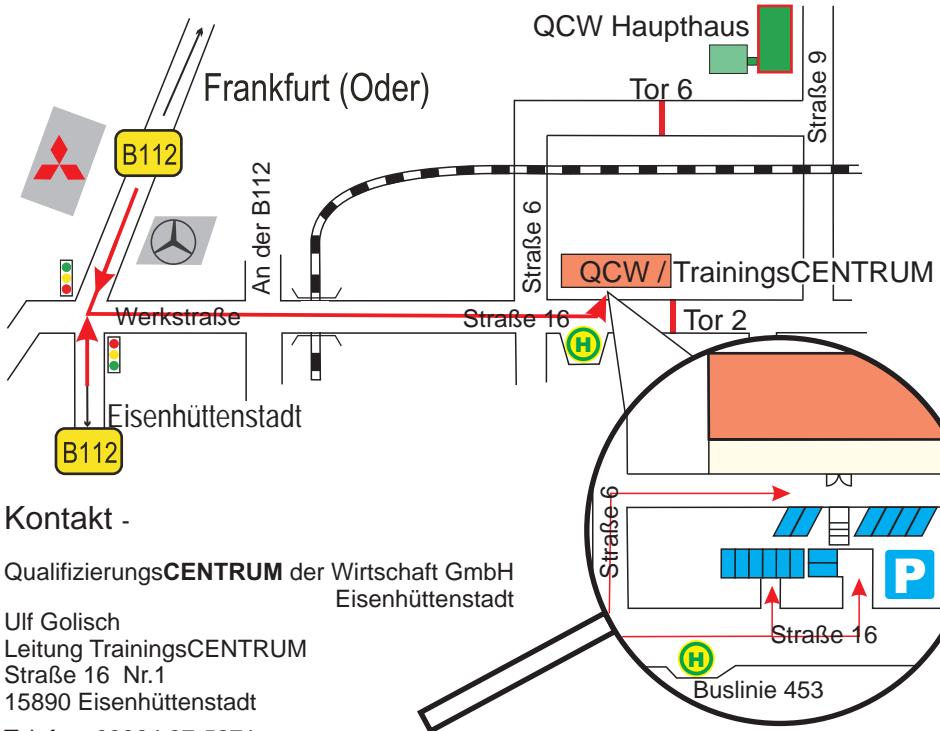 QCW Haupthaus
Frankfurt (Oder)
Tor 6
Straße 9
B112
An der B112
Straße 6
QCW / TrainingsCENTRUM
Werkstraße
Straße 16
Tor 2
H
Eisenhüttenstadt
B112
Straße 6
P
Straße 16
H
Buslinie 453
Kontakt -
QualifizierungsCENTRUM der Wirtschaft GmbH
Eisenhüttenstadt
Ulf Golisch
Leitung TrainingsCENTRUM
Straße 16 Nr.1
15890 Eisenhüttenstadt